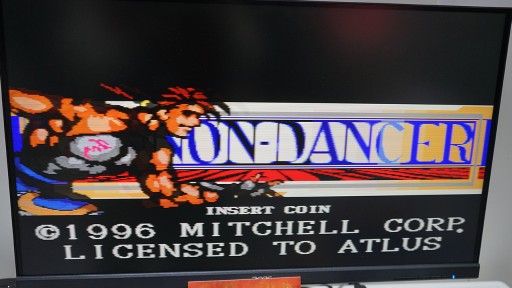 NON-DANCER
INSERT COIN
©1996 MITCHELL CORP.
LICENSED TO ATLUS